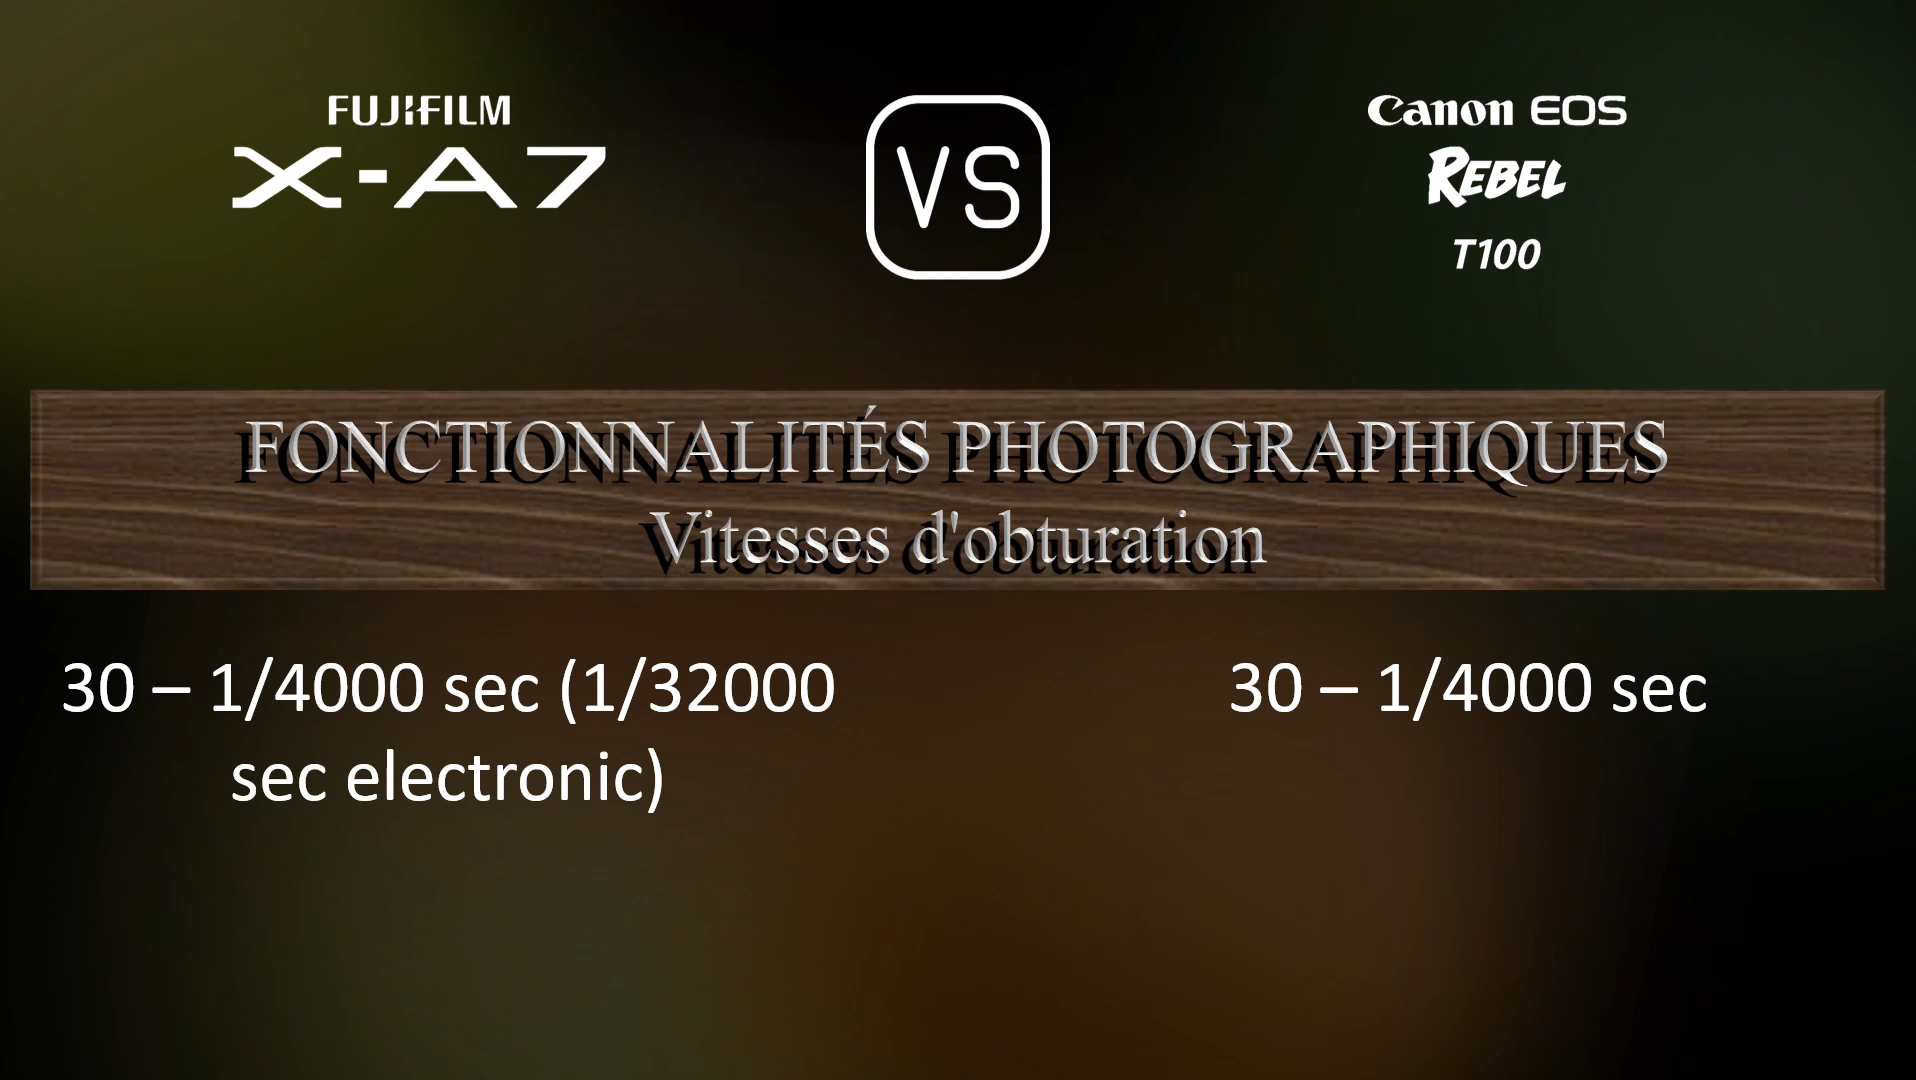 FUJIFILM
X-A7
VS
Canon EOS
REBEL
T100
FONCTIONNALITÉS PHOTOGRAPHIQUES
Vitesses d'obturation
30 – 1/4000 sec (1/32000
sec electronic)
30 – 1/4000 sec